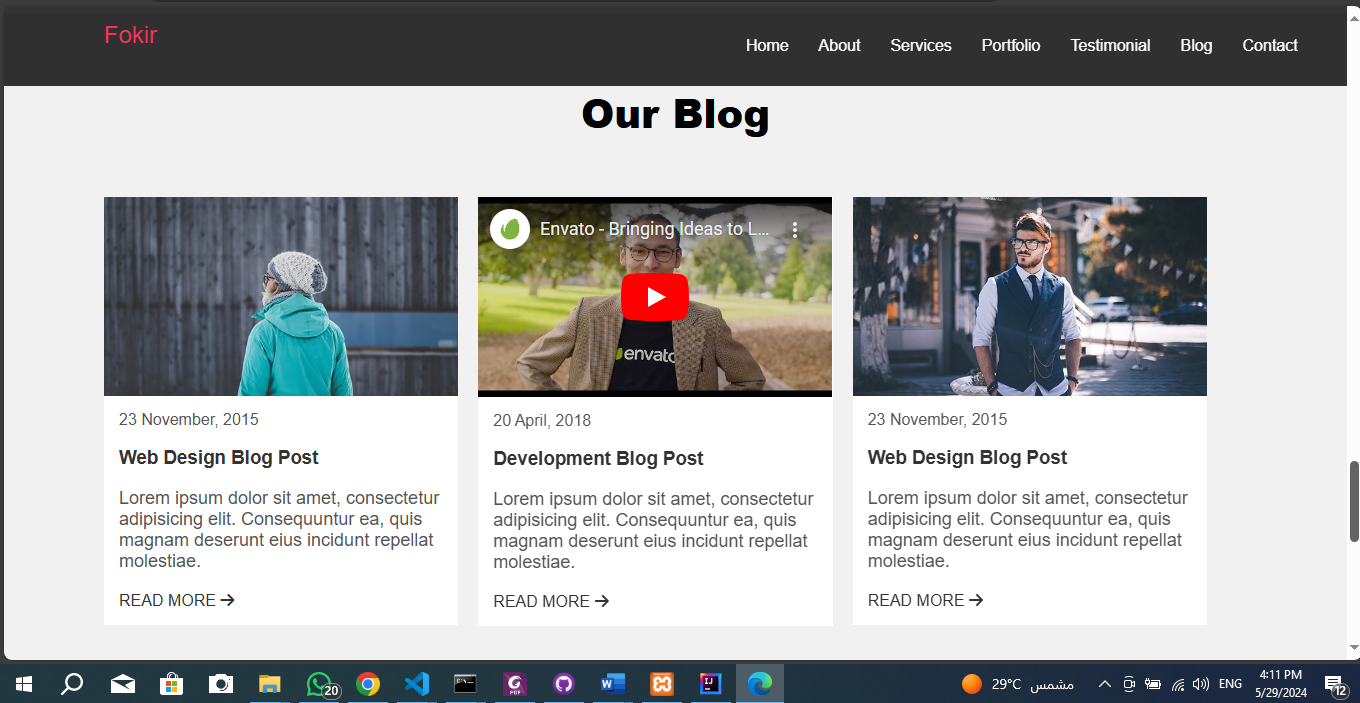 Fokir
Home About Services Portfolio Testimonial Blog Contact
Our Blog
23 November, 2015
Web Design Blog Post
Lorem ipsum dolor sit amet, consectetur
adipisicing elit. Consequuntur ea, quis
magnam deserunt eius incidunt repellat
molestiae.
READ MORE
Envato - Bringing Ideas to L...
envato
20 April, 2018
Development Blog Post
Lorem ipsum dolor sit amet, consectetur
adipisicing elit. Consequuntur ea, quis
magnam deserunt eius incidunt repellat
molestiae.
READ MORE
23 November, 2015
Web Design Blog Post
Lorem ipsum dolor sit amet, consectetur
adipisicing elit. Consequuntur ea, quis
magnam deserunt eius incidunt repellat
molestiae.
READ MORE
20
PDF
W
IJ
29°C مشمس
ENG
4:11 PM
5/29/2024
12